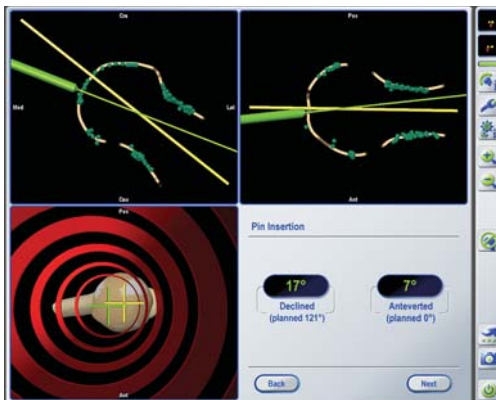 Cra
Pos
Med
Lat
Cau
Ant
Pos
Ant
Pin Insertion
17°
7°
Declined
(planned 121°)
Anteverted
(planned 0°)
Back
Next